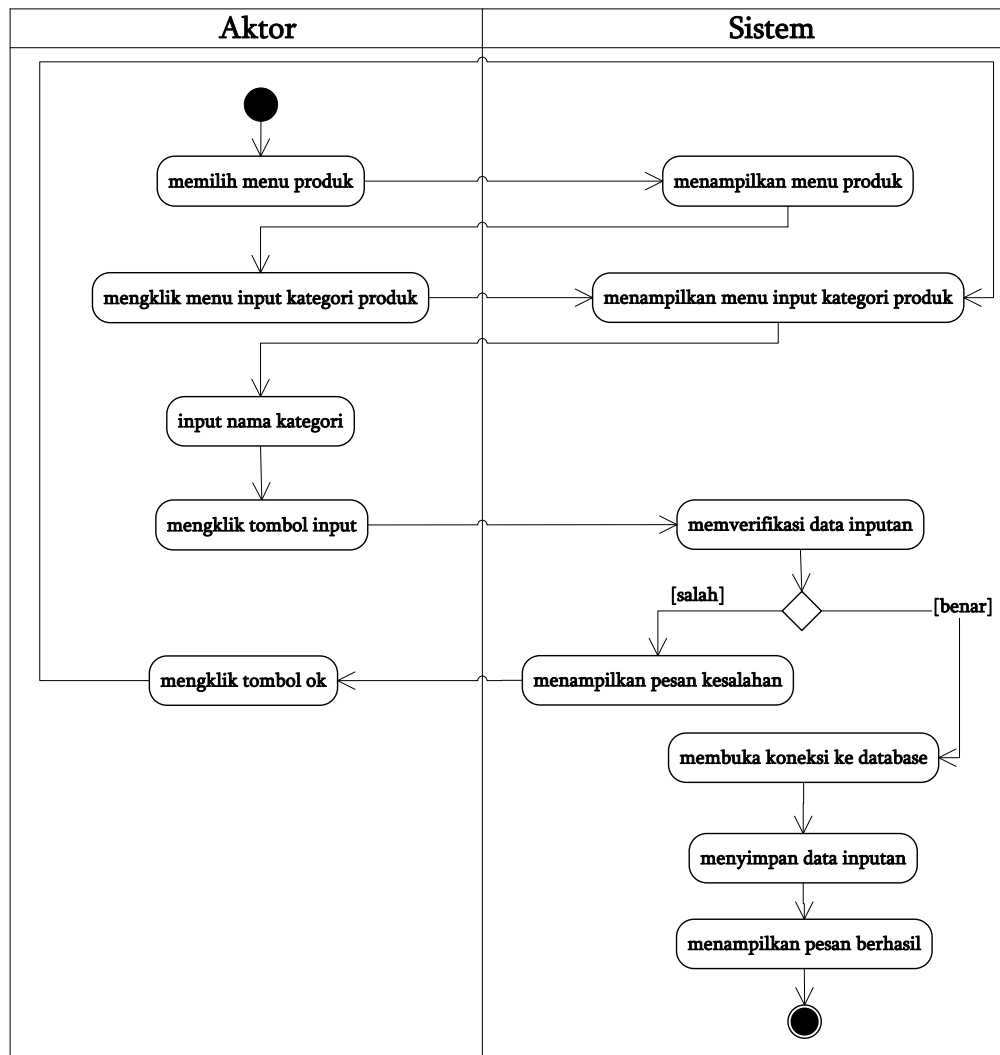 Aktor
Sistem
memilih menu produk
menampilkan menu produk
mengklik menu input kategori produk
menampilkan menu input kategori produk
input nama kategori
mengklik tombol input
memverifikasi data inputan
[salah]
[benar]
mengklik tombol ok
menampilkan pesan kesalahan
membuka koneksi ke database
menyimpan data inputan
menampilkan pesan berhasil